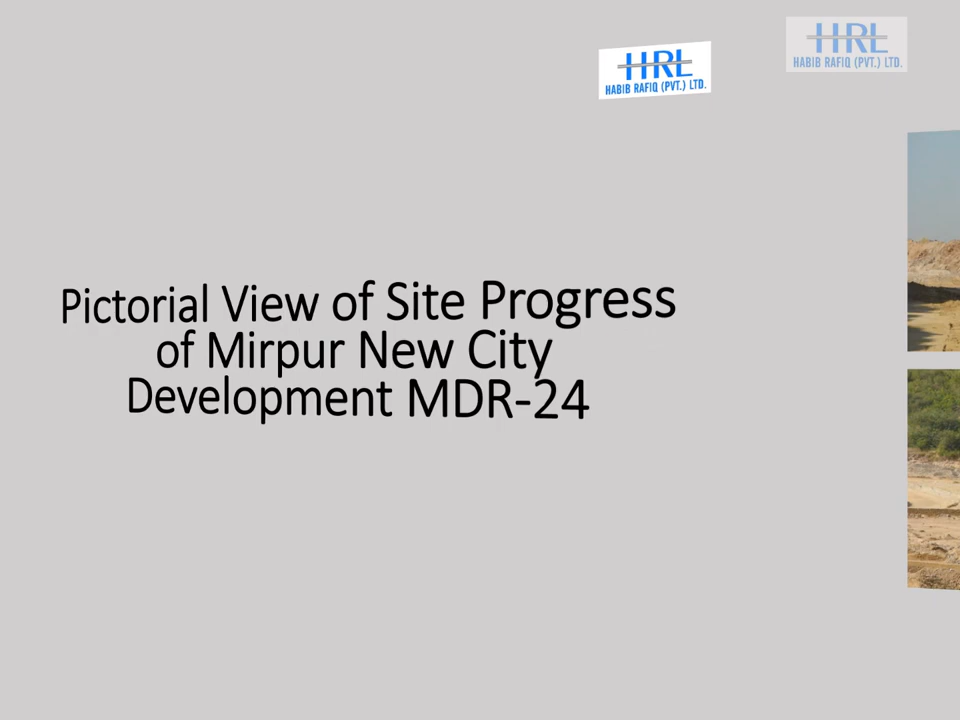 HRL
HABIB RAFIQ (PVT.) LTD.
HRL
HABIB RAFIQ (PVT.) LTD.
Pictorial View of Site Progress
of Mirpur New City
Development MDR-24